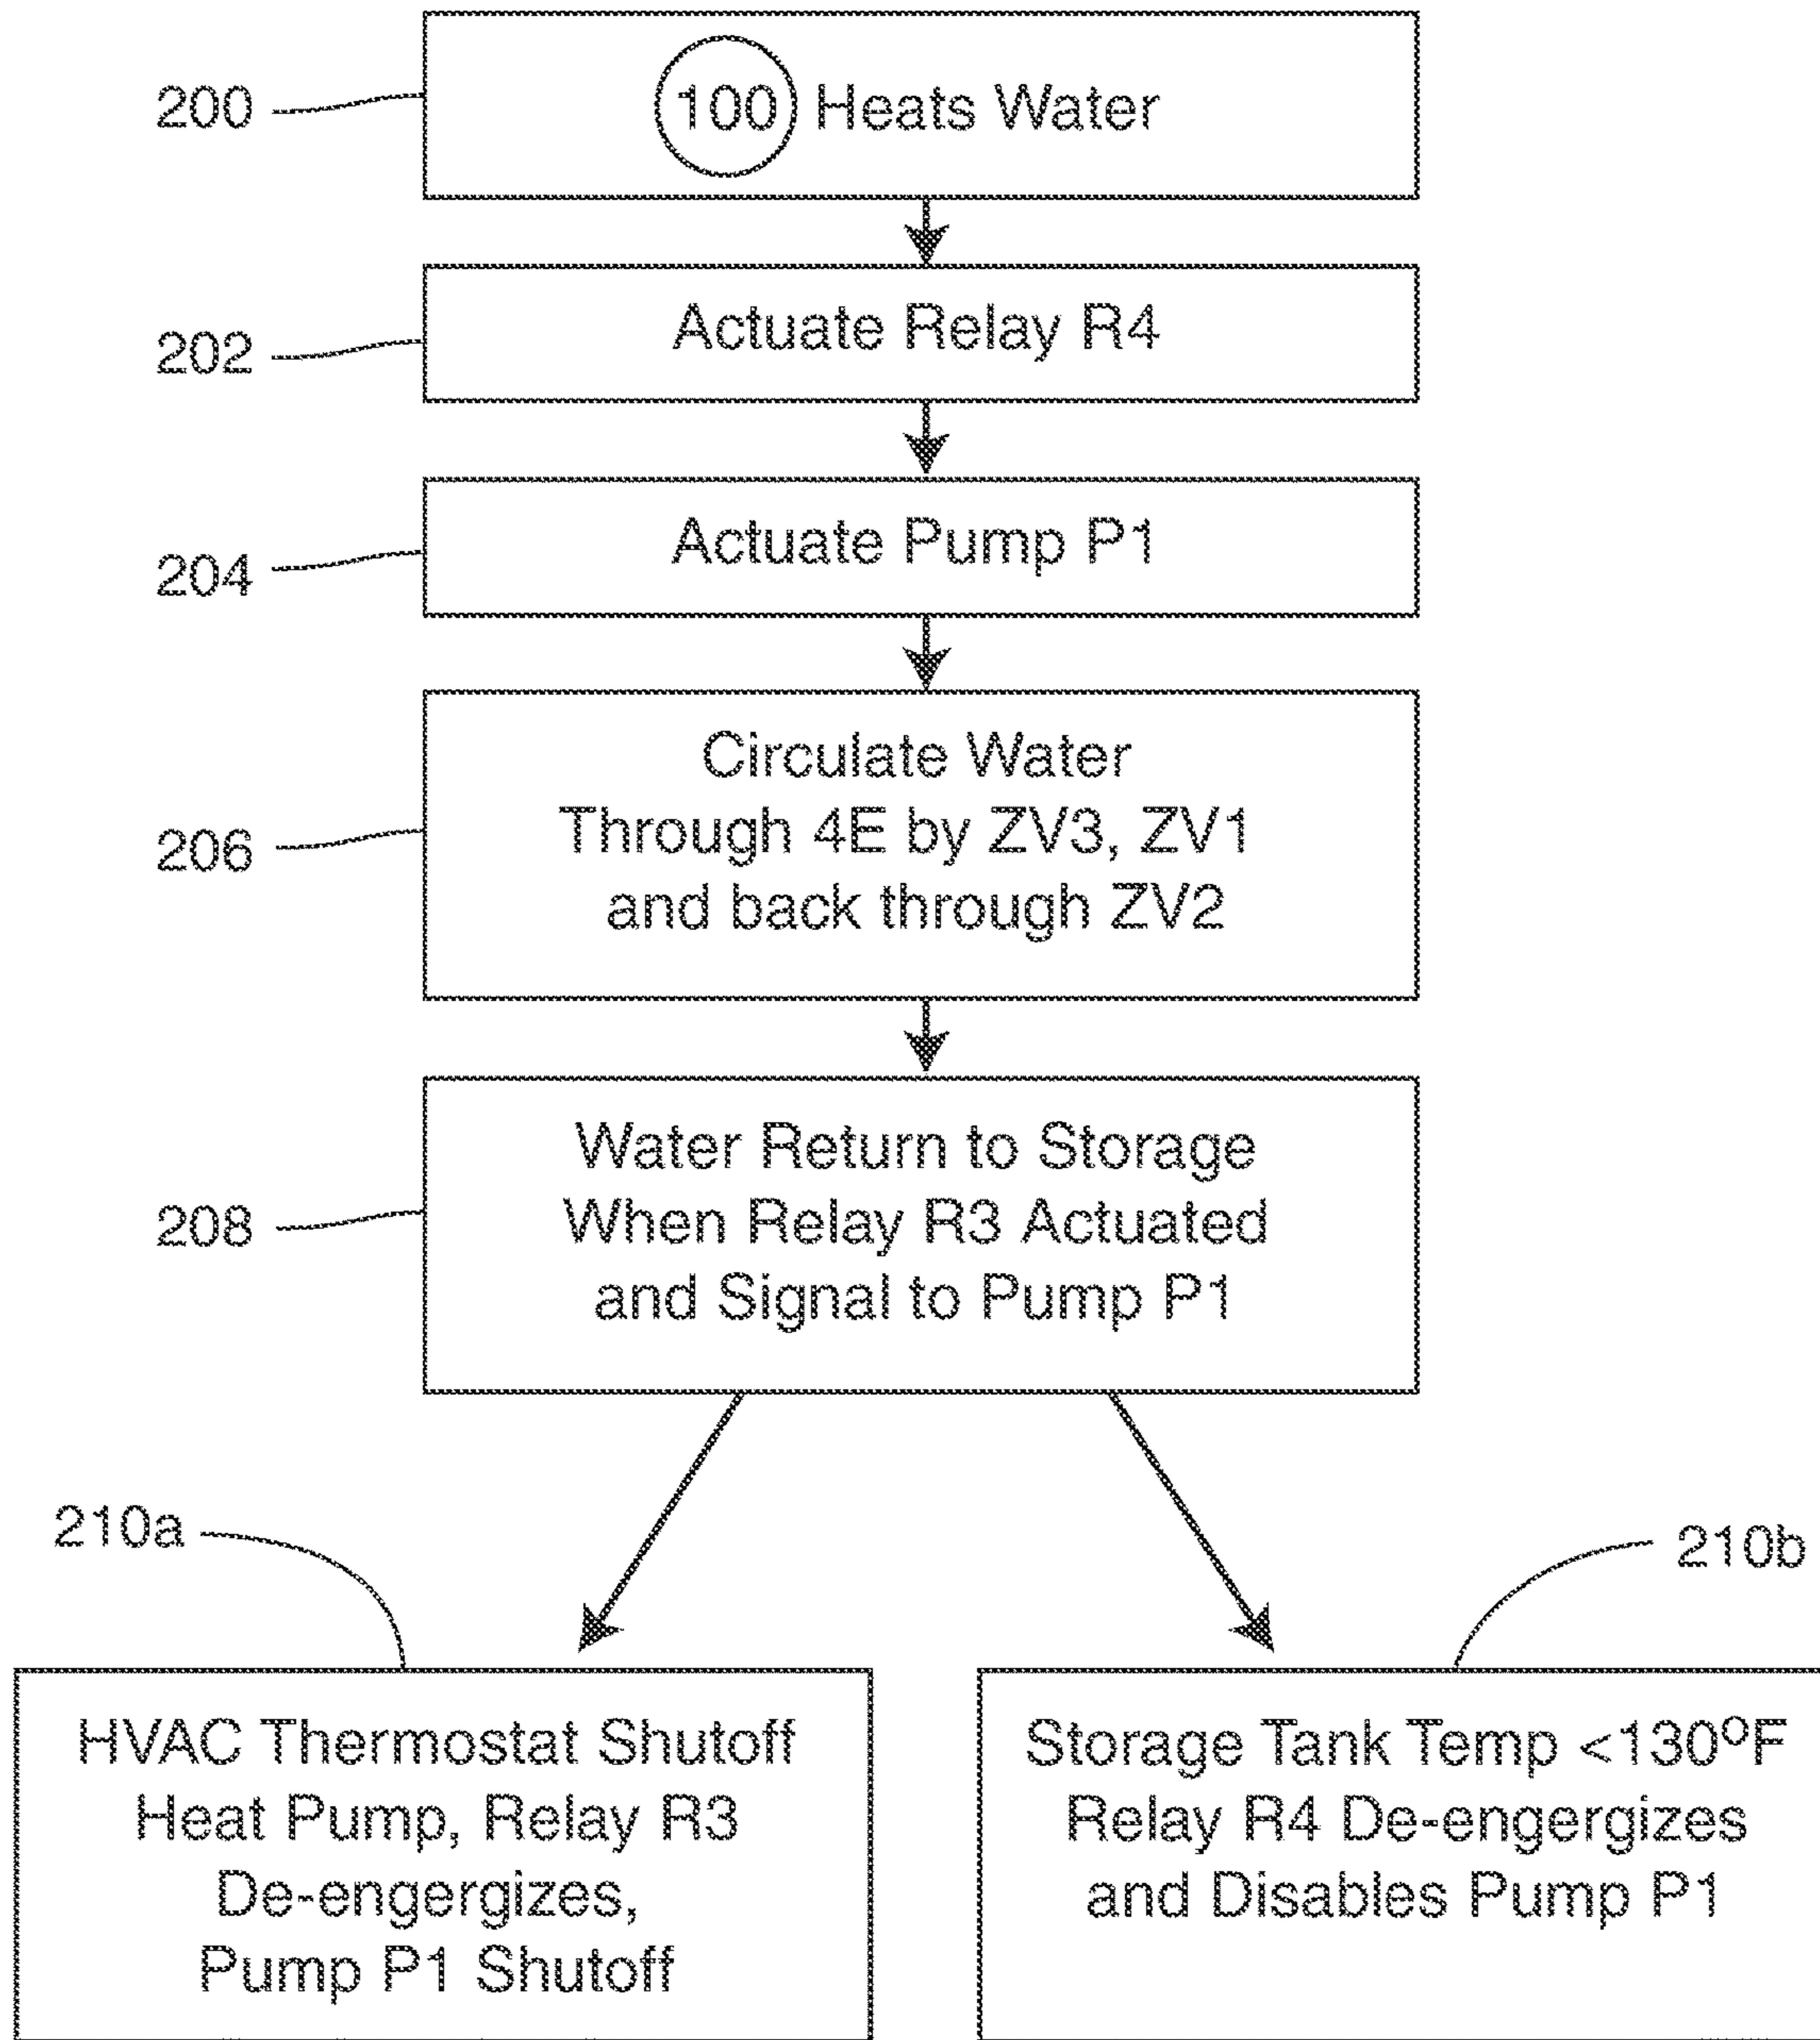 200
100 Heats Water
202
Actuate Relay R4
204
Actuate Pump P1
206
Circulate Water
Through 4E by ZV3, ZV1
and back through ZV2
208
Water Return to Storage
When Relay R3 Actuated
and Signal to Pump P1
210a
210b
HVAC Thermostat Shutoff
Heat Pump, Relay R3
De-engergizes,
Pump P1 Shutoff
Storage Tank Temp <130ºF
Relay R4 De-engergizes
and Disables Pump P1